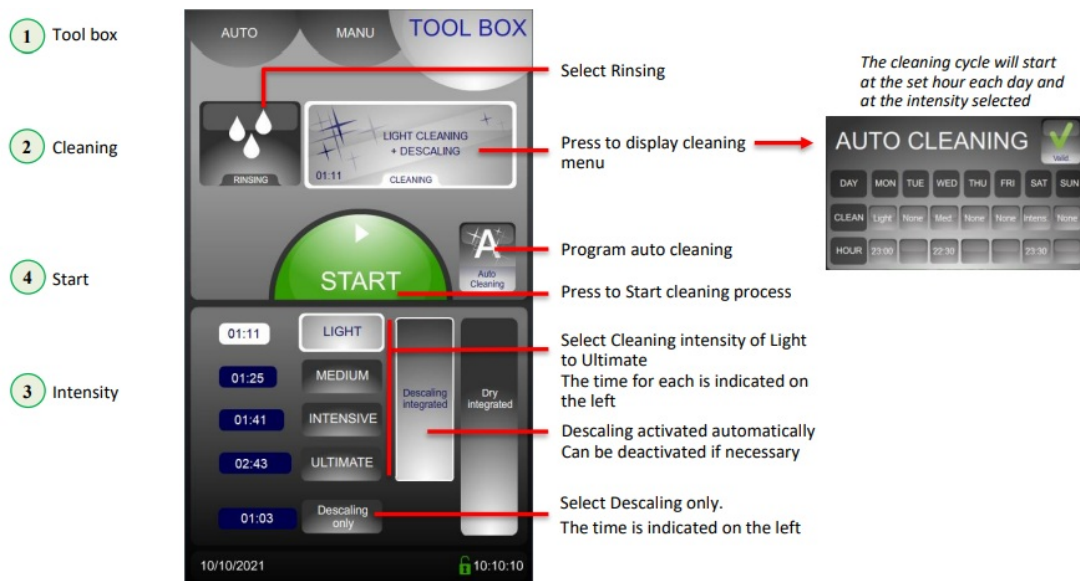 1 Tool box
AUTO
MANU
TOOL BOX
Select Rinsing
The cleaning cycle will start
at the set hour each day and
at the intensity selected
2 Cleaning
RINSING
LIGHT CLEANING
+ DESCALING
01:11
CLEANING
Press to display cleaning
menu
AUTO CLEANING
Valid
DAY MON TUE WED THU FRI SAT SUN
CLEAN Light None Med None None Intens None
HOUR 23:00 22:30 23:30
4 Start
START
A
Auto
Cleaning
Program auto cleaning
Press to Start cleaning process
3 Intensity
01:11 LIGHT
01:25 MEDIUM
01:41 INTENSIVE
02:43 ULTIMATE
01:03 Descaling
only
Descaling
integrated
Dry
integrated
Select Cleaning intensity of Light
to Ultimate
The time for each is indicated on
the left
Descaling activated automatically
Can be deactivated if necessary
Select Descaling only.
The time is indicated on the left
10/10/2021
10:10:10